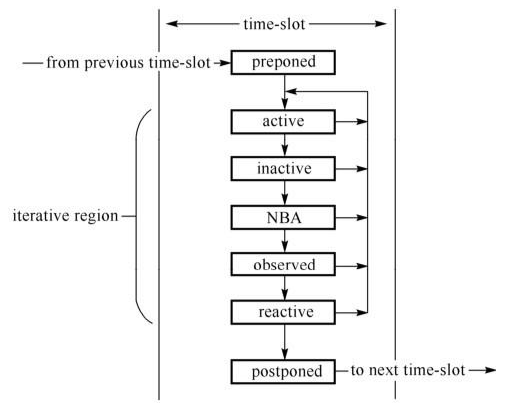 time-slot
from previous time-slot
preponed
active
inactive
NBA
iterative region
observed
reactive
postponed
to next time-slot